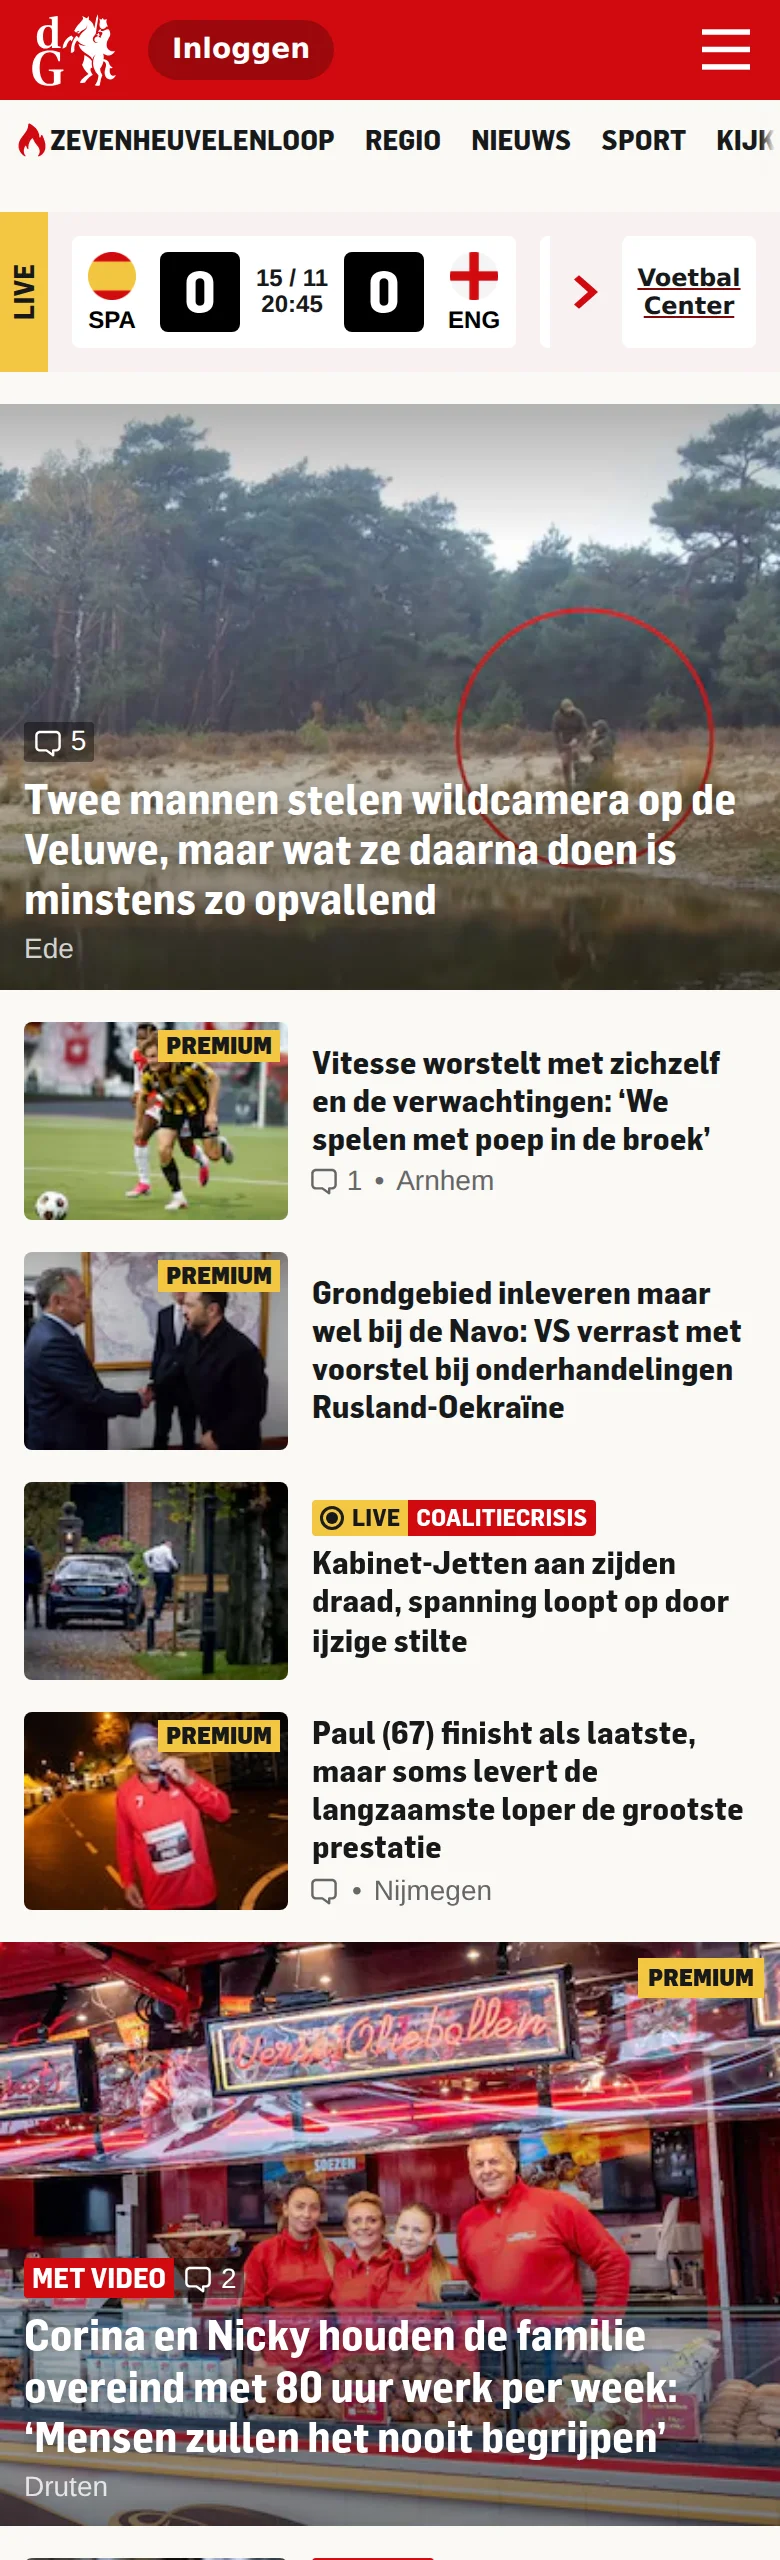 dG
Inloggen
ZEVENHEUVELENLOOP REGIO NIEUWS SPORT KIJK
LIVE
SPA
0
15 / 11
20:45
0
ENG
Voetbal
Center
5
Twee mannen stelen wildcamera op de
Veluwe, maar wat ze daarna doen is
minstens zo opvallend
Ede
PREMIUM
Vitesse worstelt met zichzelf
en de verwachtingen: ‘We
spelen met poep in de broek’
1 • Arnhem
PREMIUM
Grondgebied inleveren maar
wel bij de Navo: VS verrast met
voorstel bij onderhandelingen
Rusland-Oekraïne
LIVE COALITIECRISIS
Kabinet-Jetten aan zijden
draad, spanning loopt op door
ijzige stilte
PREMIUM
Paul (67) finisht als laatste,
maar soms levert de
langzaamste loper de grootste
prestatie
• Nijmegen
PREMIUM
Verse Oliebollen
SOEZEN
MET VIDEO 2
Corina en Nicky houden de familie
overeind met 80 uur werk per week:
‘Mensen zullen het nooit begrijpen’
Druten